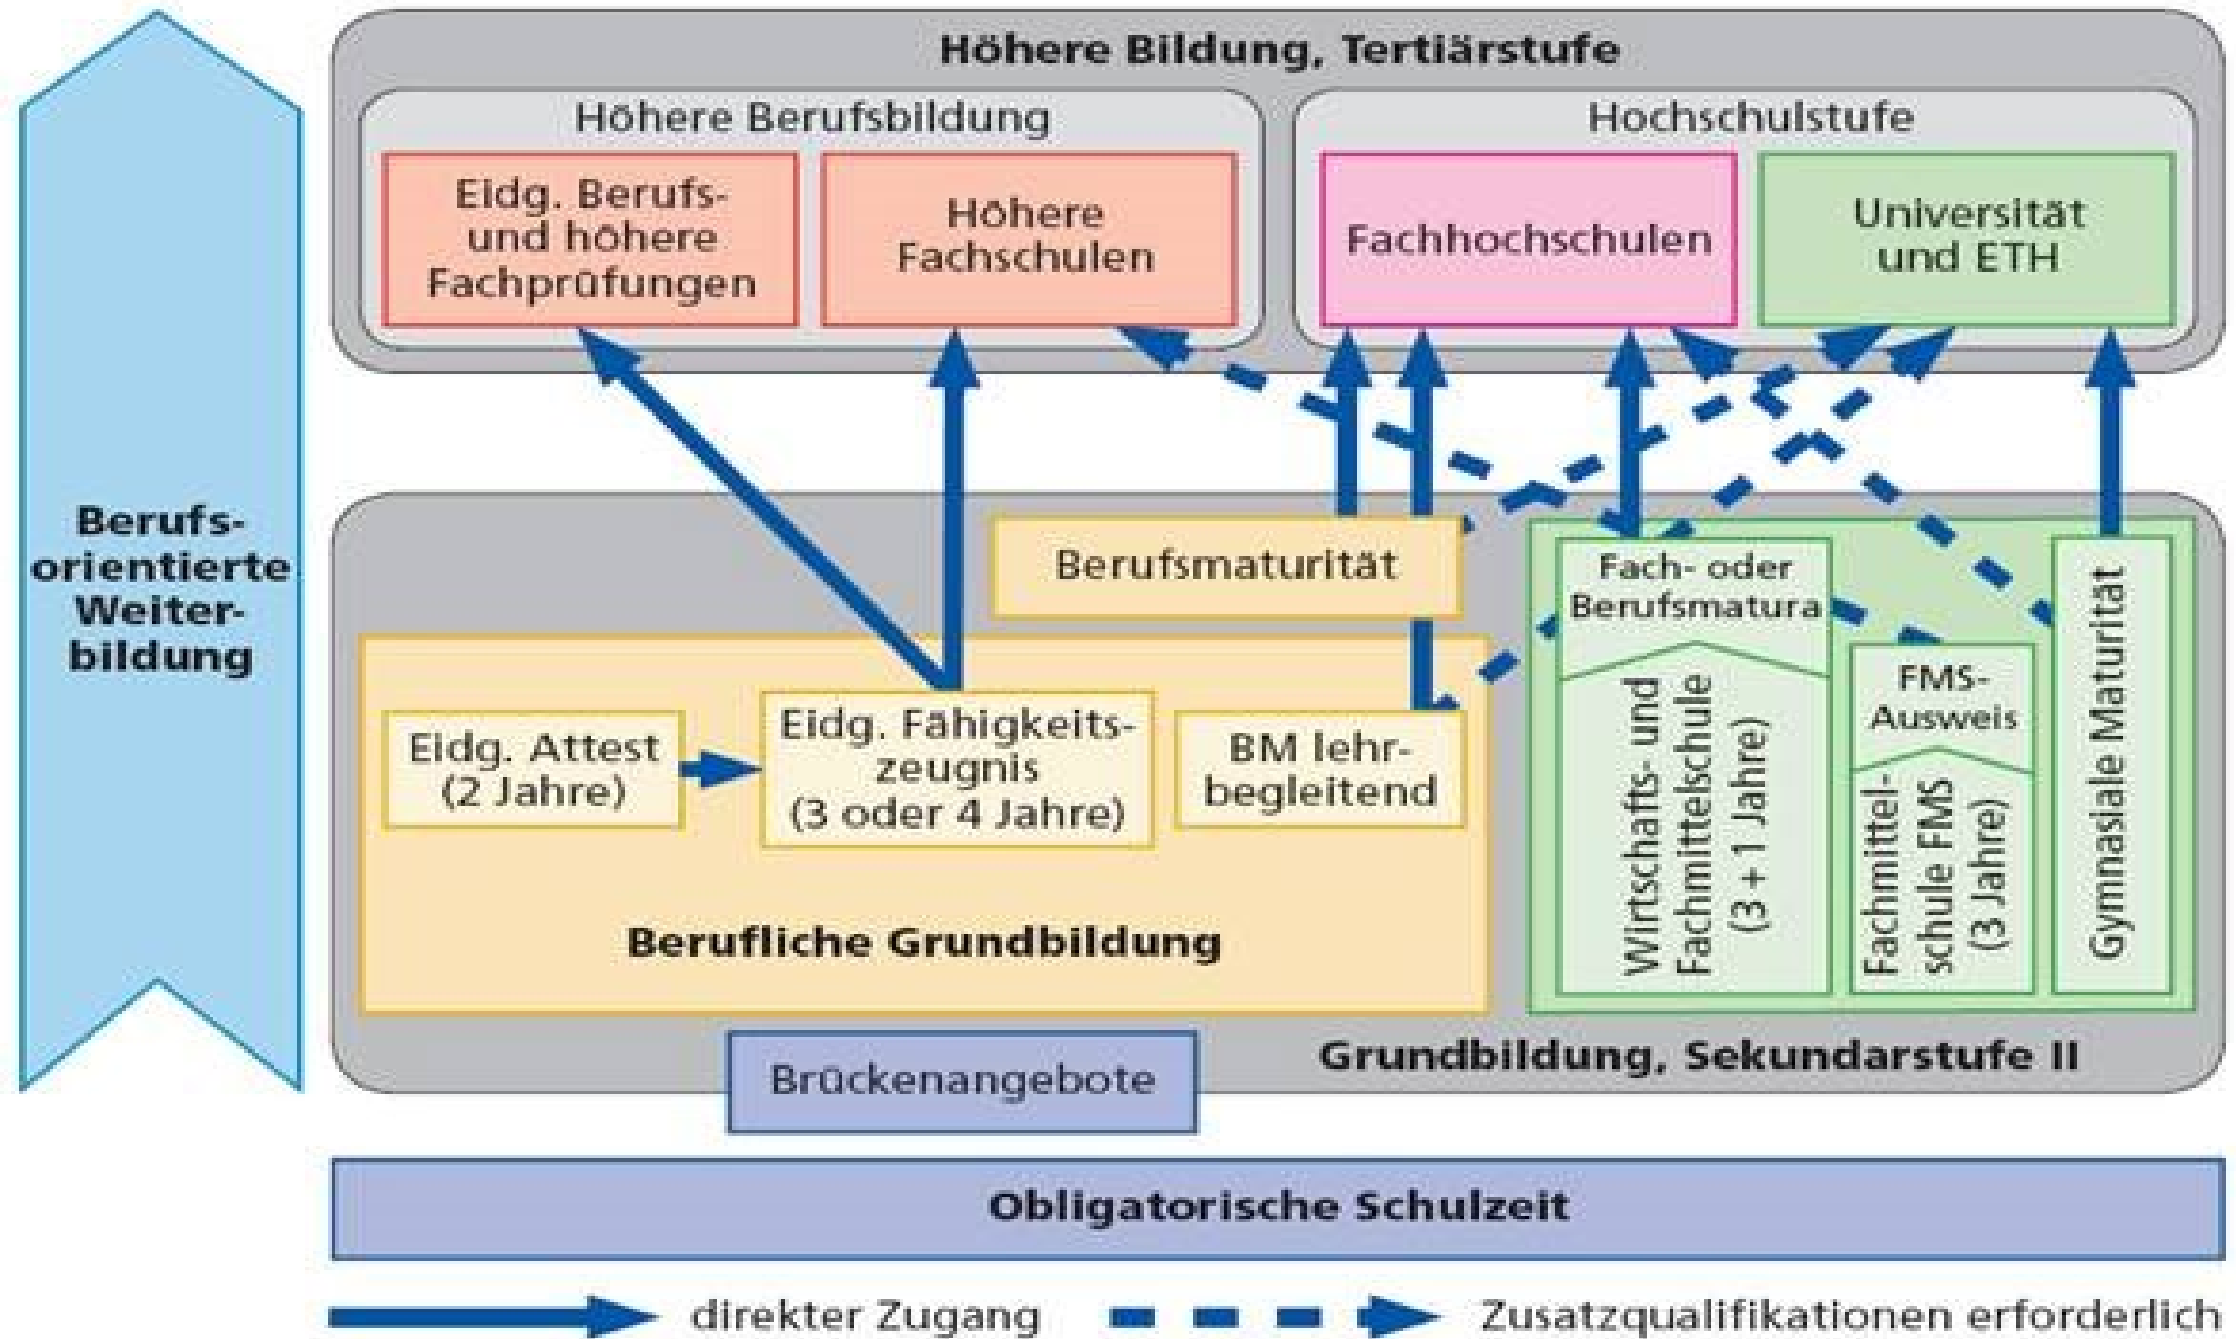 Höhere Bildung, Tertiärstufe
Höhere Berufsbildung
Hochschulstufe
Eidg. Berufs-
und höhere
Fachprüfungen
Höhere
Fachschulen
Fachhochschulen
Universität
und ETH
Berufs-
orientierte
Weiter-
bildung
Berufsmaturität
Eidg. Attest
(2 Jahre)
Eidg. Fähigkeits-
zeugnis
(3 oder 4 Jahre)
BM lehr-
begleitend
Berufliche Grundbildung
Fach- oder
Berufsmatura
Wirtschafts- und
Fachmittelschule
(3 + 1 Jahre)
FMS-
Ausweis
Fachmittel-
schule FMS
(3 Jahre)
Gymnasiale Maturität
Grundbildung, Sekundarstufe II
Brückenangebote
Obligatorische Schulzeit
direkter Zugang
Zusatzqualifikationen erforderlich